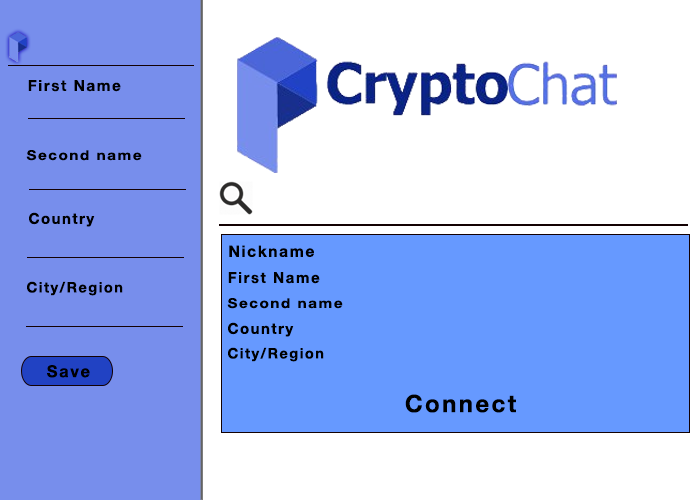 First Name
Second name
Country
City/Region
Save
CryptoChat
Nickname
First Name
Second name
Country
City/Region
Connect